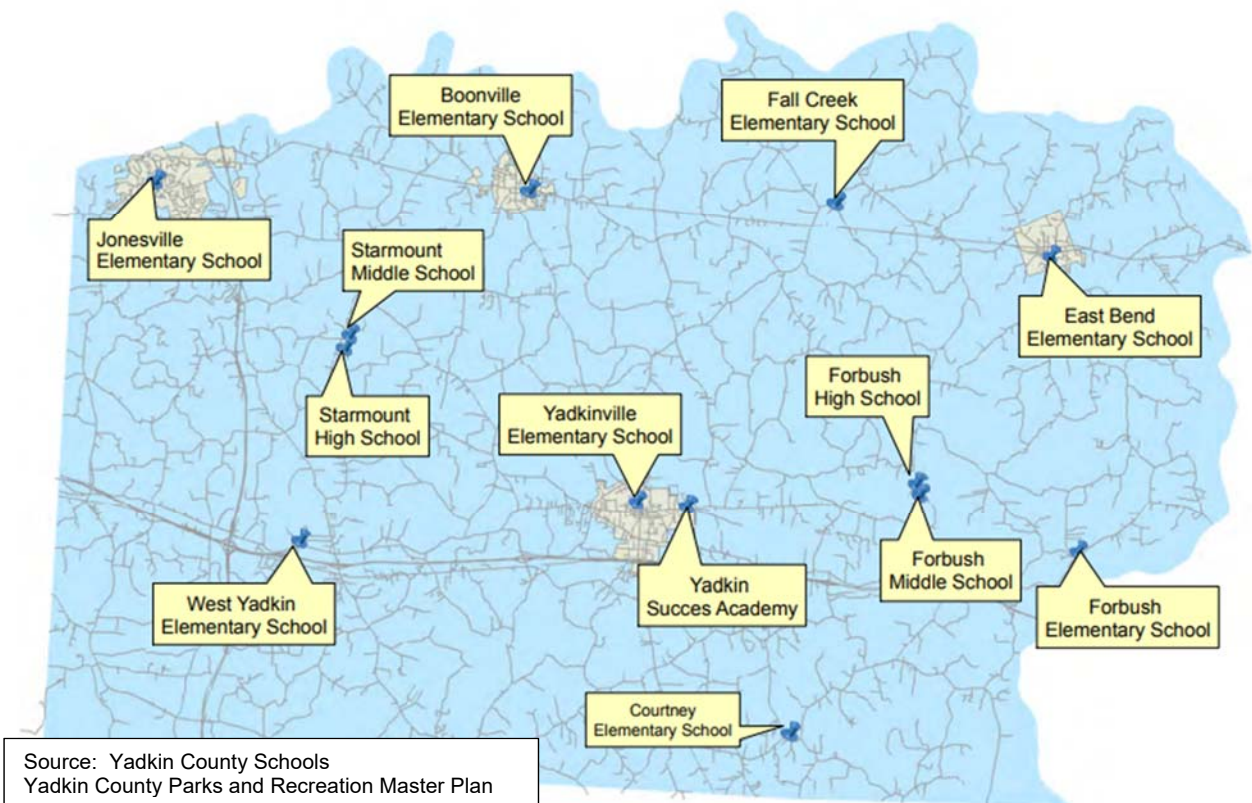 Boonville
Elementary School
Fall Creek
Elementary School
Jonesville
Elementary School
Starmount
Middle School
East Bend
Elementary School
Starmount
High School
Yadkinville
Elementary School
Forbush
High School
West Yadkin
Elementary School
Yadkin
Succes Academy
Forbush
Middle School
Forbush
Elementary School
Courtney
Elementary School
Source: Yadkin County Schools
Yadkin County Parks and Recreation Master Plan